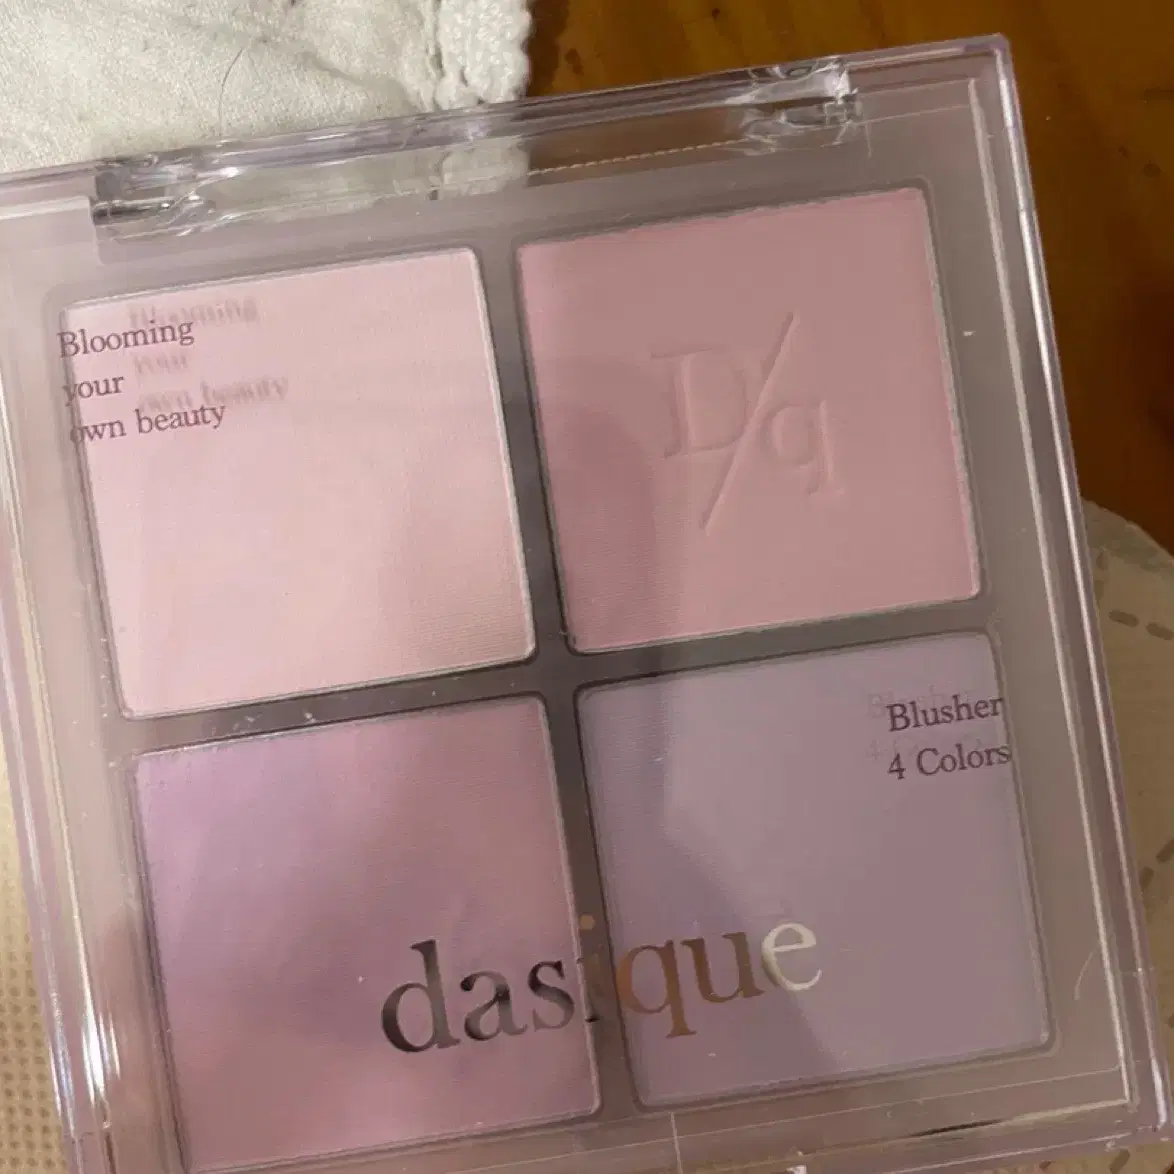 Blooming
your
own beauty
D/q
Blusher
4 Colors
dasique